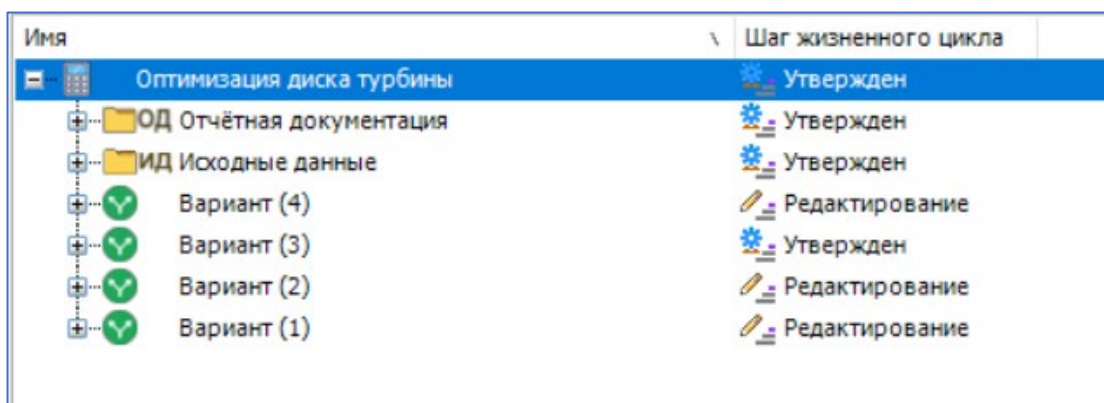 Имя Шаг жизненного цикла
Оптимизация диска турбины Утвержден
ОД Отчётная документация Утвержден
ИД Исходные данные Утвержден
Вариант (4) Редактирование
Вариант (3) Утвержден
Вариант (2) Редактирование
Вариант (1) Редактирование